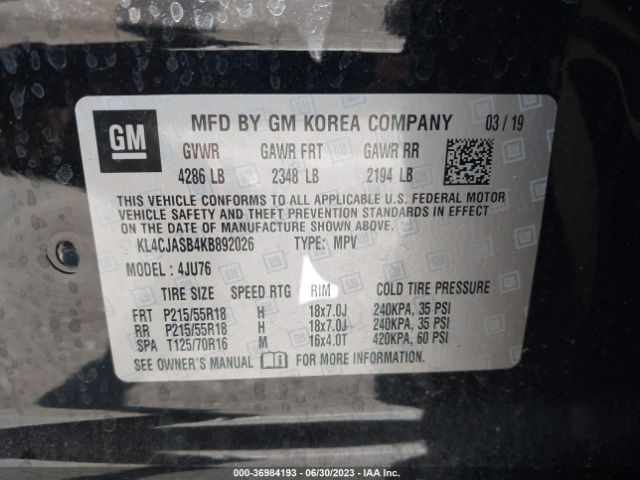 GM
MFD BY GM KOREA COMPANY 03 / 19
GVWR GAWR FRT GAWR RR
4286 LB 2348 LB 2194 LB
THIS VEHICLE CONFORMS TO ALL APPLICABLE U.S. FEDERAL MOTOR
VEHICLE SAFETY AND THEFT PREVENTION STANDARDS IN EFFECT
ON THE DATE OF MANUFACTURE SHOWN ABOVE.
KL4CJASB4KB892026 TYPE: MPV
MODEL: 4JU76
TIRE SIZE SPEED RTG RIM COLD TIRE PRESSURE
FRT P215/55R18 H 18x7.0J 240KPA, 35 PSI
RR P215/55R18 H 18x7.0J 240KPA, 35 PSI
SPA T125/70R16 M 16x4.0T 420KPA, 60 PSI
SEE OWNER'S MANUAL FOR MORE INFORMATION.
© - 36984193 - 06/30/2023 - IAA Inc.